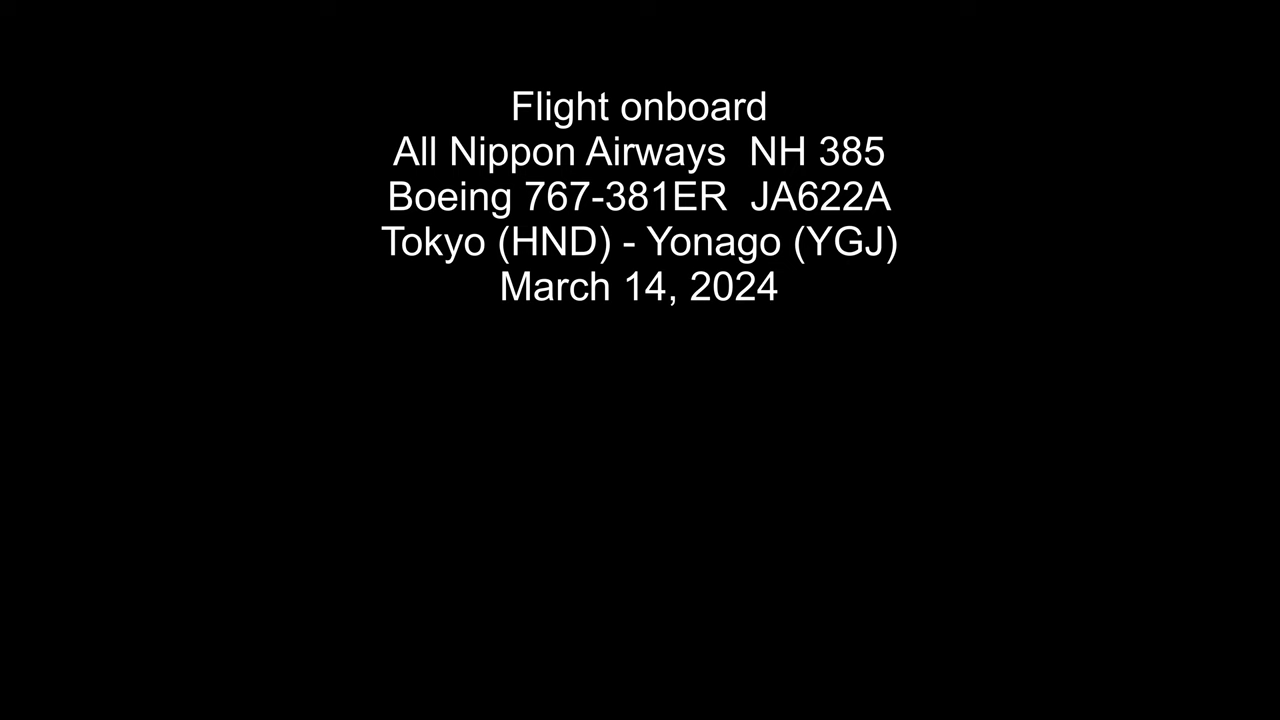 Flight onboard
All Nippon Airways  NH 385
Boeing 767-381ER  JA622A
Tokyo (HND) - Yonago (YGJ)
March 14, 2024